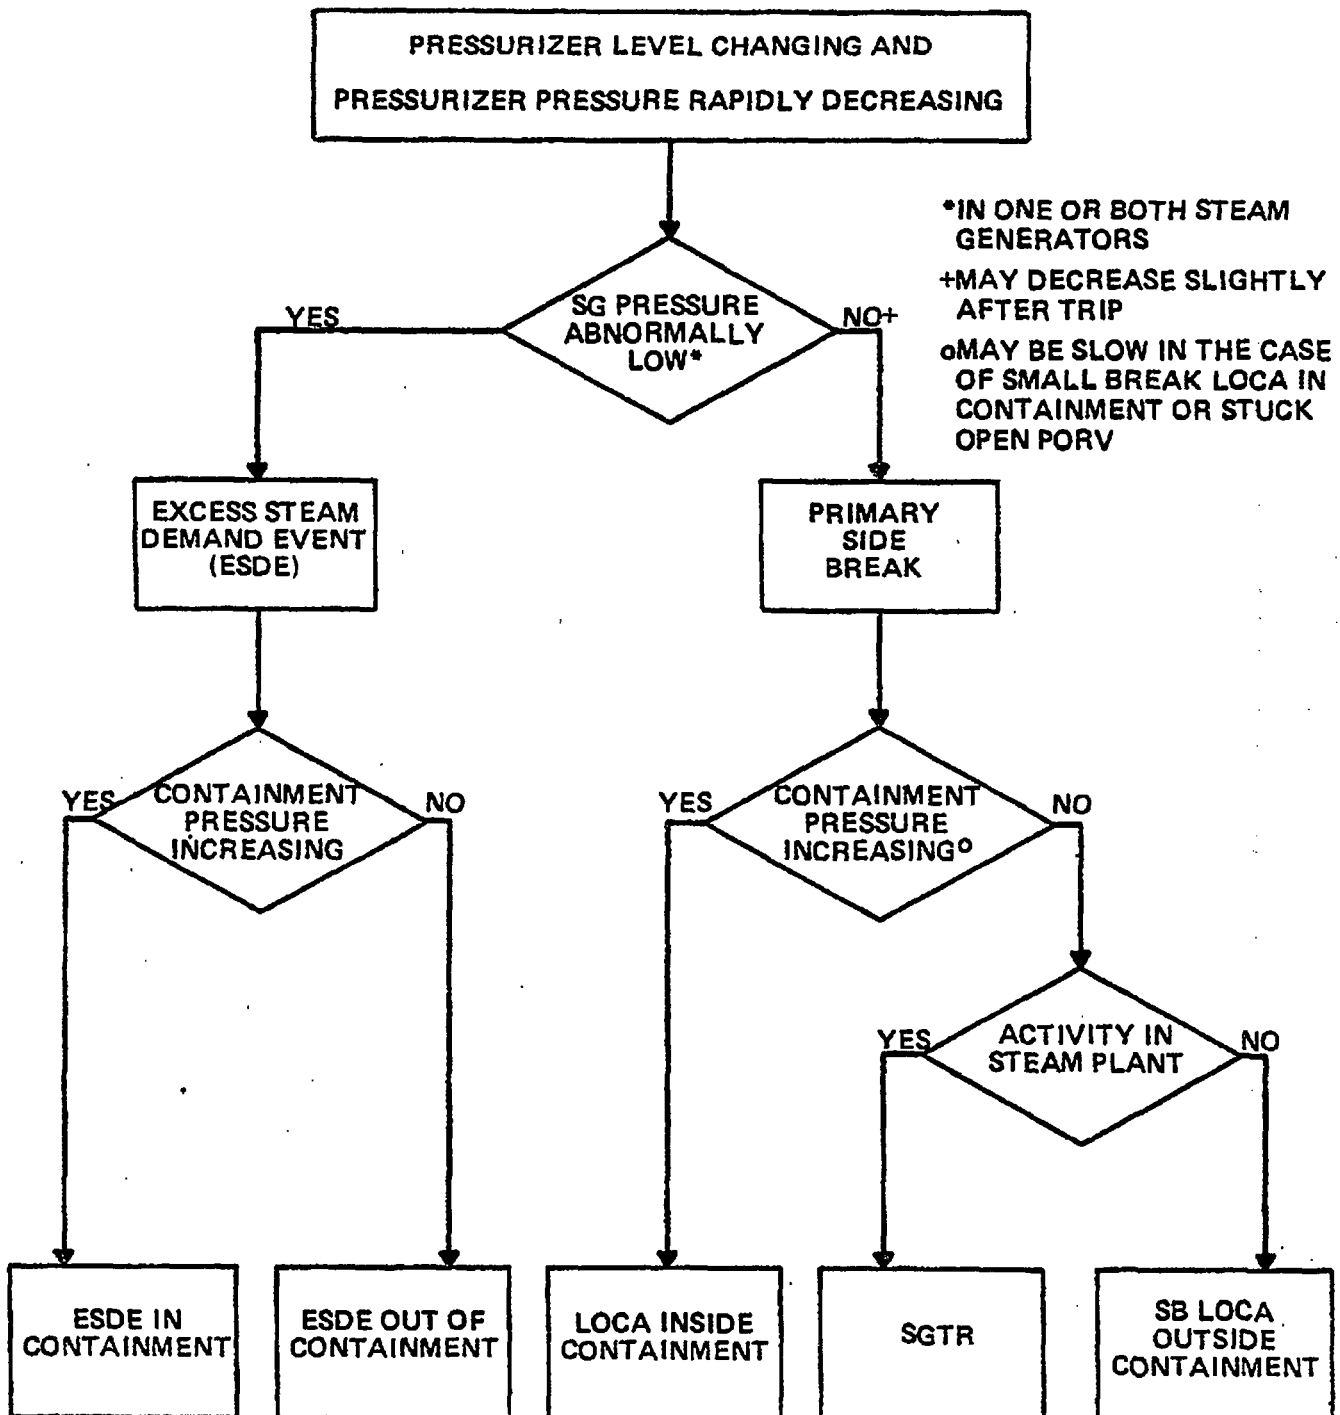 PRESSURIZER LEVEL CHANGING AND
PRESSURIZER PRESSURE RAPIDLY DECREASING
*IN ONE OR BOTH STEAM
GENERATORS
+MAY DECREASE SLIGHTLY
AFTER TRIP
oMAY BE SLOW IN THE CASE
OF SMALL BREAK LOCA IN
CONTAINMENT OR STUCK
OPEN PORV
YES
SG PRESSURE
ABNORMALLY
LOW*
NO+
EXCESS STEAM
DEMAND EVENT
(ESDE)
PRIMARY
SIDE
BREAK
YES
CONTAINMENT
PRESSURE
INCREASING
NO
YES
CONTAINMENT
PRESSURE
INCREASINGo
NO
YES
ACTIVITY IN
STEAM PLANT
NO
ESDE IN
CONTAINMENT
ESDE OUT OF
CONTAINMENT
LOCA INSIDE
CONTAINMENT
SGTR
SB LOCA
OUTSIDE
CONTAINMENT